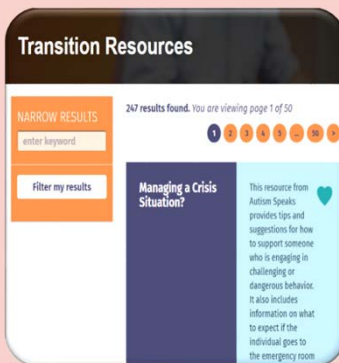 Transition Resources
NARROW RESULTS
enter keyword
Filter my results
247 results found. You are viewing page 1 of 50
1 2 3 4 5 ... 50 >
Managing a Crisis
Situation?
This resource from
Autism Speaks
provides tips and
suggestions for how
to support someone
who is engaging in
challenging or
dangerous behavior.
It also includes
information on what
to expect if the
individual goes to
the emergency room